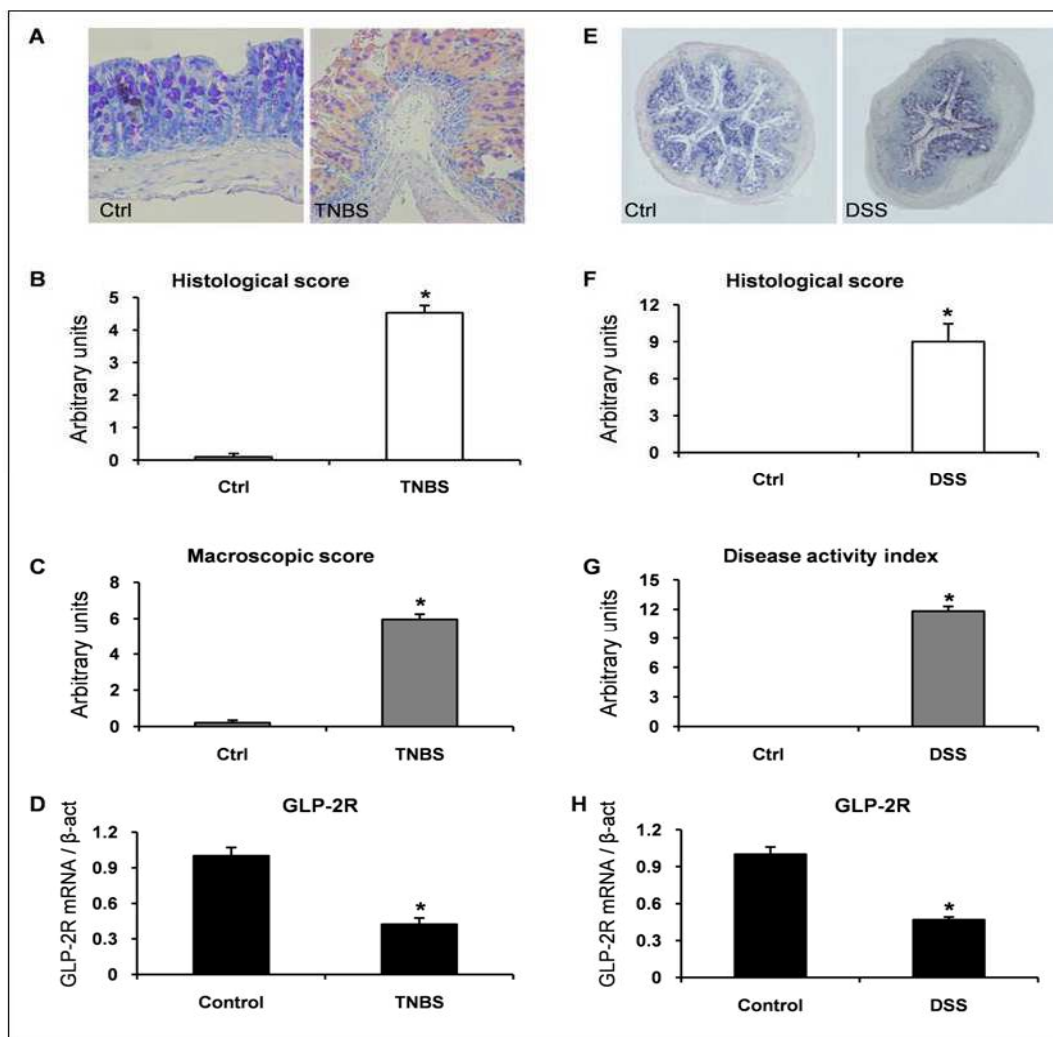 A
Ctrl
TNBS
E
Ctrl
DSS
B
Histological score
Arbitrary units
5
4
3
2
1
0
*
Ctrl
TNBS
F
Histological score
Arbitrary units
12
9
6
3
0
*
Ctrl
DSS
C
Macroscopic score
Arbitrary units
8
6
4
2
0
*
Ctrl
TNBS
G
Disease activity index
Arbitrary units
15
12
9
6
3
0
*
Ctrl
DSS
D
GLP-2R
GLP-2R mRNA / β-act
1.2
0.9
0.6
0.3
0
*
Control
TNBS
H
GLP-2R
GLP-2R mRNA / β-act
1.2
0.9
0.6
0.3
0
*
Control
DSS